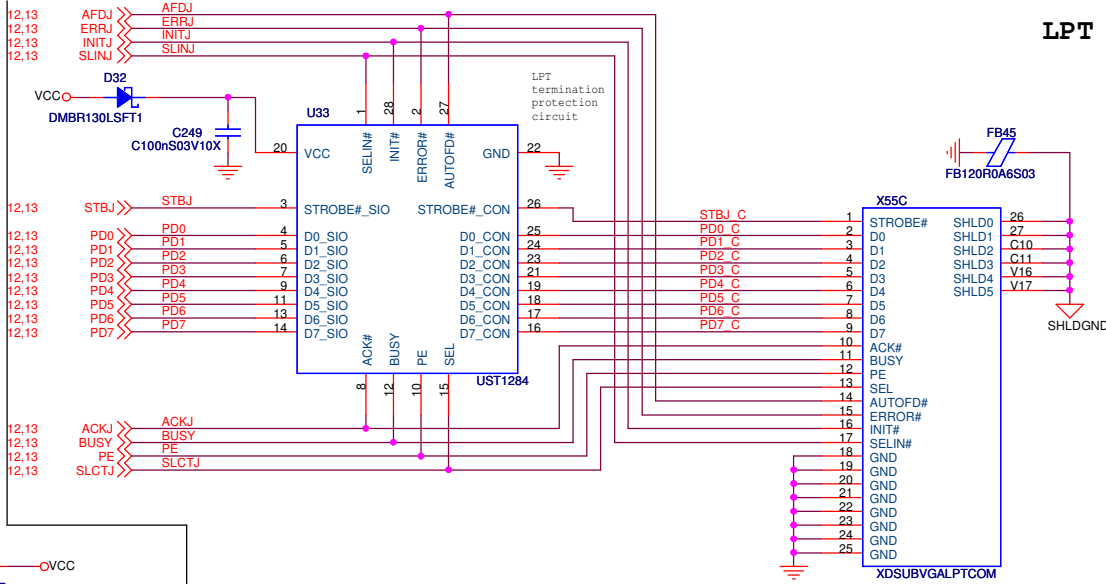 LPT
12,13 AFDJ AFDJ
12,13 ERRJ ERRJ
12,13 INITJ INITJ
12,13 SLINJ SLINJ
D32
VCC
DMBR130LSFT1
C249
C100nS03V10X
LPT
termination
protection
circuit
U33
1 28 2 27
SELIN# INIT# ERROR# AUTOFD#
20 VCC GND 22
12,13 STBJ STBJ 3 STROBE#_SIO STROBE#_CON 26
12,13 PD0 PD0 4 D0_SIO D0_CON 25
12,13 PD1 PD1 5 D1_SIO D1_CON 24
12,13 PD2 PD2 6 D2_SIO D2_CON 23
12,13 PD3 PD3 7 D3_SIO D3_CON 21
12,13 PD4 PD4 9 D4_SIO D4_CON 19
12,13 PD5 PD5 11 D5_SIO D5_CON 18
12,13 PD6 PD6 13 D6_SIO D6_CON 17
12,13 PD7 PD7 14 D7_SIO D7_CON 16
ACK# BUSY PE SEL
8 12 10 15
UST1284
12,13 ACKJ ACKJ
12,13 BUSY BUSY
12,13 PE PE
12,13 SLCTJ SLCTJ
VCC
FB45
FB120R0A6S03
X55C
STBJ_C 1 STROBE# SHLD0 26
PD0_C 2 D0 SHLD1 27
PD1_C 3 D1 SHLD2 C10
PD2_C 4 D2 SHLD3 C11
PD3_C 5 D3 SHLD4 V16
PD4_C 6 D4 SHLD5 V17
PD5_C 7 D5
PD6_C 8 D6
PD7_C 9 D7
10 ACK#
11 BUSY
12 PE
13 SEL
14 AUTOFD#
15 ERROR#
16 INIT#
17 SELIN#
18 GND
19 GND
20 GND
21 GND
22 GND
23 GND
24 GND
25 GND
SHLDGND
XDSUBVGALPTCOM